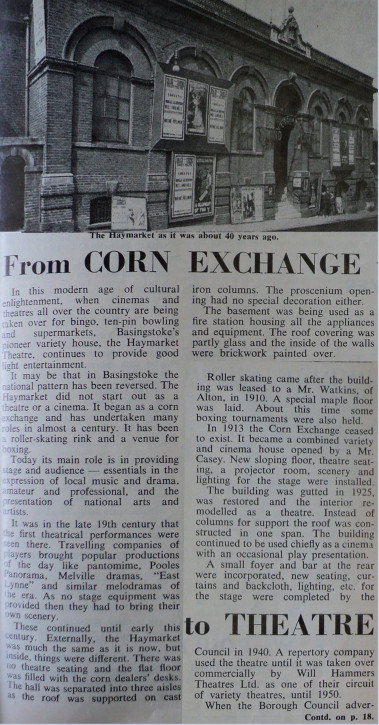 The Haymarket as it was about 40 years ago.
From CORN EXCHANGE
In this modern age of cultural
enlightenment, when cinemas and
theatres all over the country are being
taken over for bingo, ten-pin bowling
and supermarkets, Basingstoke's
pioneer variety house, the Haymarket
Theatre, continues to provide good
light entertainment.
It may be that in Basingstoke the
national pattern has been reversed. The
Haymarket did not start out as a
theatre or a cinema. It began as a corn
exchange and has undertaken many
roles in almost a century. It has been
a roller-skating rink and a venue for
boxing.
Today its main role is in providing
stage and audience — essentials in the
expression of local music and drama,
amateur and professional, and the
presentation of national arts and
artists.
It was in the late 19th century that
the first theatrical performances were
seen there. Travelling companies of
players brought popular productions
of the day like pantomime, Pooles
Panorama, Melville dramas, "East
Lynne" and similar melodramas of
the era. As no stage equipment was
provided then they had to bring their
own scenery.
These continued until early this
century. Externally, the Haymarket
was much the same as it is now, but
inside, things were different. There was
no theatre seating and the flat floor
was filled with the corn dealers' desks.
The hall was separated into three aisles
as the roof was supported on cast
iron columns. The proscenium open-
ing had no special decoration either.
The basement was being used as a
fire station housing all the appliances
and equipment. The roof covering was
partly glass and the inside of the walls
were brickwork painted over.
Roller skating came after the build-
ing was leased to a Mr. Watkins, of
Alton, in 1910. A special maple floor
was laid. About this time some
boxing tournaments were also held.
In 1913 the Corn Exchange ceased
to exist. It became a combined variety
and cinema house opened by a Mr.
Casey. New sloping floor, theatre seat-
ing, a projector room, scenery and
lighting for the stage were installed.
The building was gutted in 1925,
was restored and the interior re-
modelled as a theatre. Instead of
columns for support the roof was con-
structed in one span. The building
continued to be used chiefly as a cinema
with an occasional play presentation.
A small foyer and bar at the rear
were incorporated, new seating, cur-
tains and backcloth, lighting, etc. for
the stage were completed by the
to THEATRE
Council in 1940. A repertory company
used the theatre until it was taken over
commercially by Will Hammers
Theatres Ltd. as one of their circuit
of variety theatres, until 1950.
When the Borough Council adver-
Contd. on p. 18.